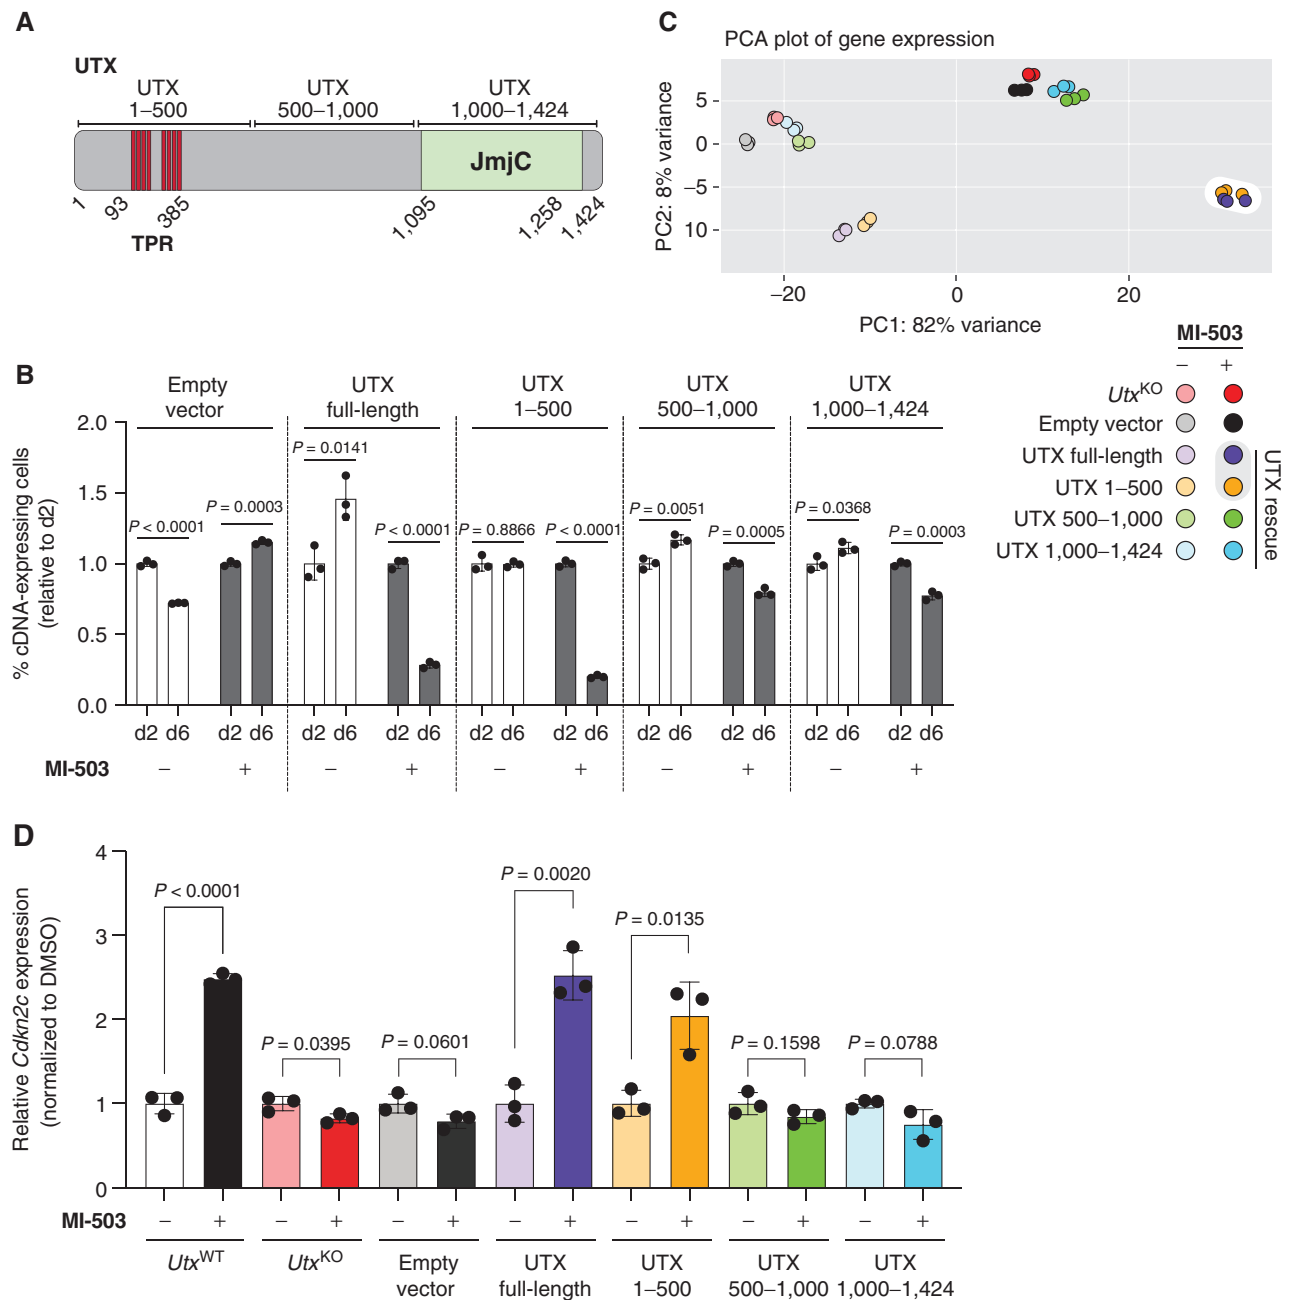 A
UTX
UTX
1–500
UTX
500–1,000
UTX
1,000–1,424
JmjC
1
93
385
1,095
1,258
1,424
TPR
C
PCA plot of gene expression
PC2: 8% variance
5
0
–5
10
–20
0
20
PC1: 82% variance
MI-503
– +
UtxKO
Empty vector
UTX full-length
UTX 1–500
UTX 500–1,000
UTX 1,000–1,424
UTX rescue
B
% cDNA-expressing cells
(relative to d2)
2.0
1.5
1.0
0.5
0.0
Empty
vector
UTX
full-length
UTX
1–500
UTX
500–1,000
UTX
1,000–1,424
P < 0.0001
P = 0.0003
P = 0.0141
P < 0.0001
P = 0.8866
P < 0.0001
P = 0.0051
P = 0.0005
P = 0.0368
P = 0.0003
d2 d6 d2 d6 d2 d6 d2 d6 d2 d6 d2 d6 d2 d6 d2 d6 d2 d6 d2 d6
MI-503 – + – + – + – + – +
D
Relative Cdkn2c expression
(normalized to DMSO)
4
3
2
1
0
P < 0.0001
P = 0.0395
P = 0.0601
P = 0.0020
P = 0.0135
P = 0.1598
P = 0.0788
MI-503 – + – + – + – + – + – + – +
UtxWT
UtxKO
Empty
vector
UTX
full-length
UTX
1–500
UTX
500–1,000
UTX
1,000–1,424